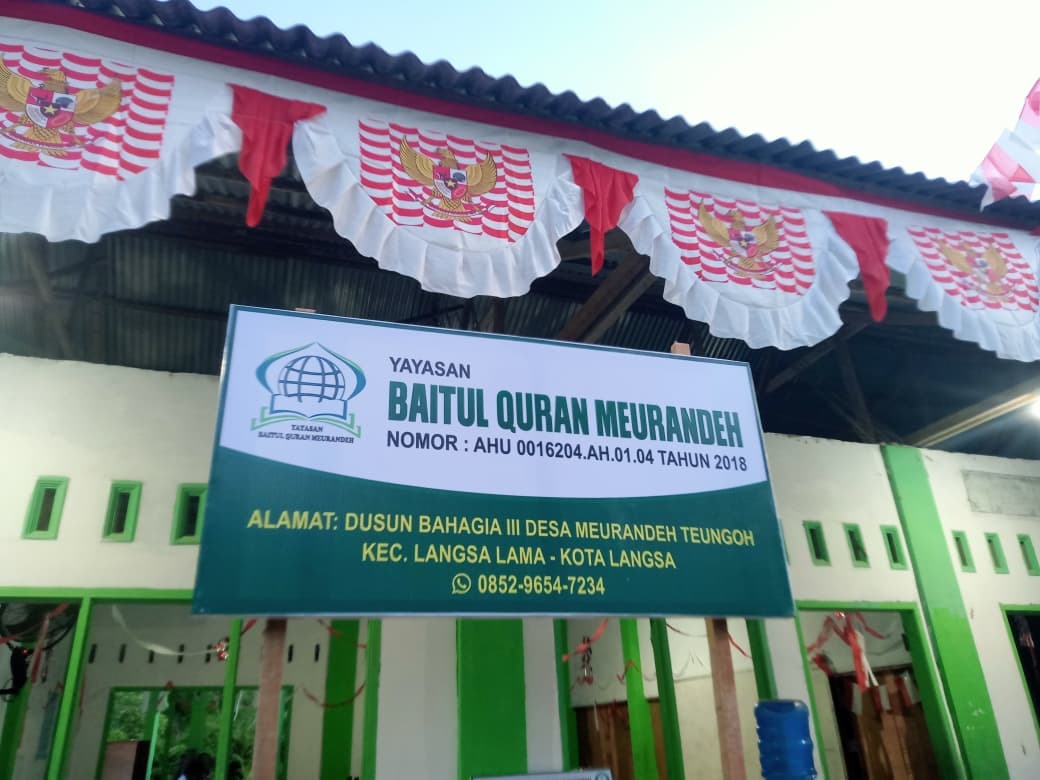 YAYASAN
BAITUL QURAN MEURANDEH
NOMOR : AHU 0016204.AH.01.04 TAHUN 2018
YAYASAN
BAITUL QURAN MEURANDEH
ALAMAT: DUSUN BAHAGIA III DESA MEURANDEH TEUNGOH
KEC. LANGSA LAMA - KOTA LANGSA
0852-9654-7234